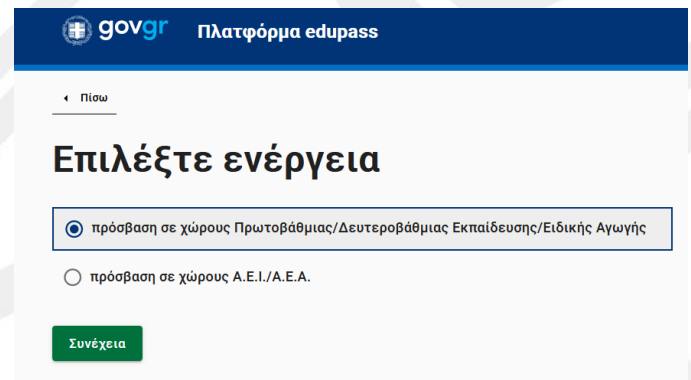 govgr Πλατφόρμα edupass
Πίσω
Επιλέξτε ενέργεια
πρόσβαση σε χώρους Πρωτοβάθμιας/Δευτεροβάθμιας Εκπαίδευσης/Ειδικής Αγωγής
πρόσβαση σε χώρους Α.Ε.Ι./Α.Ε.Α.
Συνέχεια